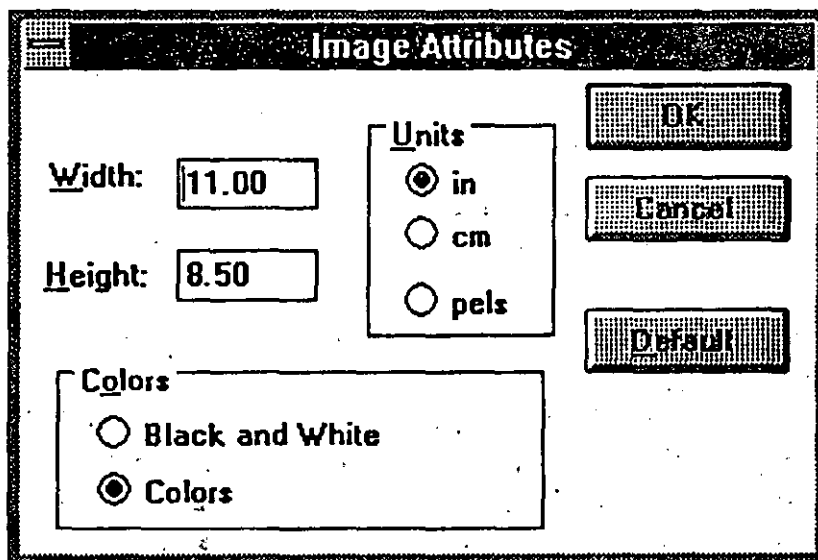 Image Attributes
Width: 11.00
Height: 8.50
Units
in
cm
pels
OK
Cancel
Default
Colors
Black and White
Colors